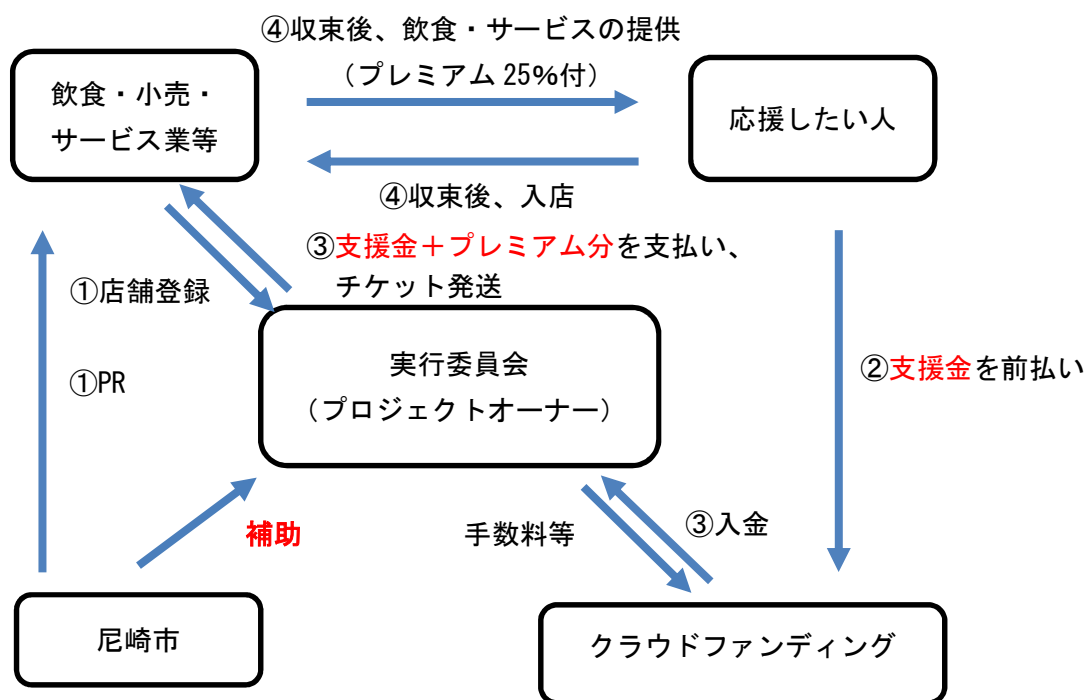 ④収束後、飲食・サービスの提供
（プレミアム 25%付）
飲食・小売・
サービス業等
応援したい人
④収束後、入店
③支援金＋プレミアム分を支払い、
チケット発送
①店舗登録
①PR
実行委員会
（プロジェクトオーナー）
②支援金を前払い
補助
手数料等
③入金
尼崎市
クラウドファンディング